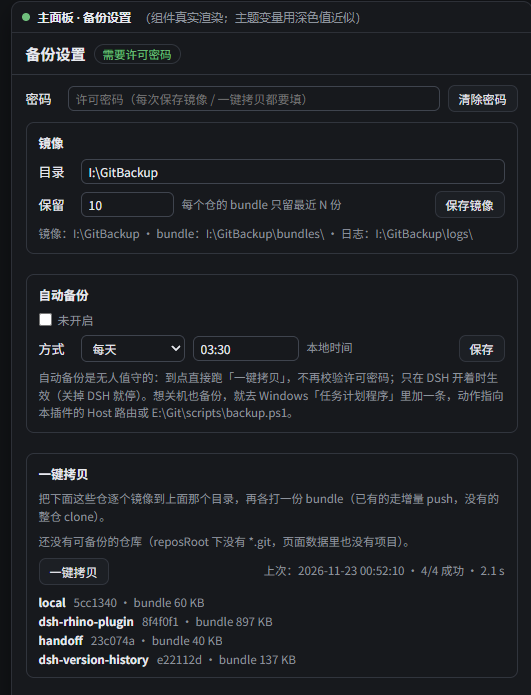 主面板 · 备份设置 （组件真实渲染；主题变量用深色值近似）
备份设置 需要许可密码
密码 许可密码（每次保存镜像 / 一键拷贝都要填） 清除密码
镜像
目录 I:\GitBackup
保留 10 每个仓的 bundle 只留最近 N 份 保存镜像
镜像：I:\GitBackup · bundle：I:\GitBackup\bundles\ · 日志：I:\GitBackup\logs\
自动备份
未开启
方式 每天 03:30 本地时间 保存
自动备份是无人值守的：到点直接跑「一键拷贝」，不再校验许可密码；只在 DSH 开着时生
效（关掉 DSH 就停）。想关机也备份，就去 Windows「任务计划程序」里加一条，动作指向
本插件的 Host 路由或 E:\Git\scripts\backup.ps1。
一键拷贝
把下面这些仓逐个镜像到上面那个目录，再各打一份 bundle（已有的走增量 push，没有的
整仓 clone）。
还没有可备份的仓库（reposRoot 下没有 *.git，页面数据里也没有项目）。
一键拷贝 上次：2026-11-23 00:52:10 · 4/4 成功 · 2.1 s
local 5cc1340 · bundle 60 KB
dsh-rhino-plugin 8f4f0f1 · bundle 897 KB
handoff 23c074a · bundle 40 KB
dsh-version-history e22112d · bundle 137 KB